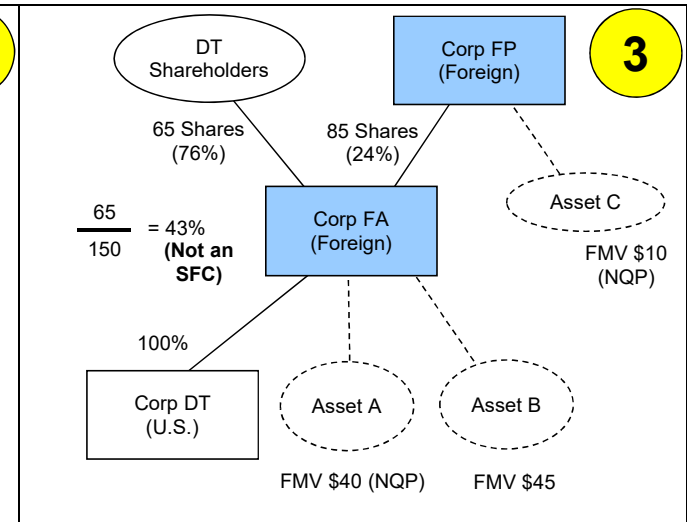 DT
Shareholders
Corp FP
(Foreign)
3
65 Shares
(76%)
85 Shares
(24%)
Asset C
FMV $10
(NQP)
65
150
= 43%
(Not an
SFC)
Corp FA
(Foreign)
100%
Corp DT
(U.S.)
Asset A
Asset B
FMV $40 (NQP)
FMV $45